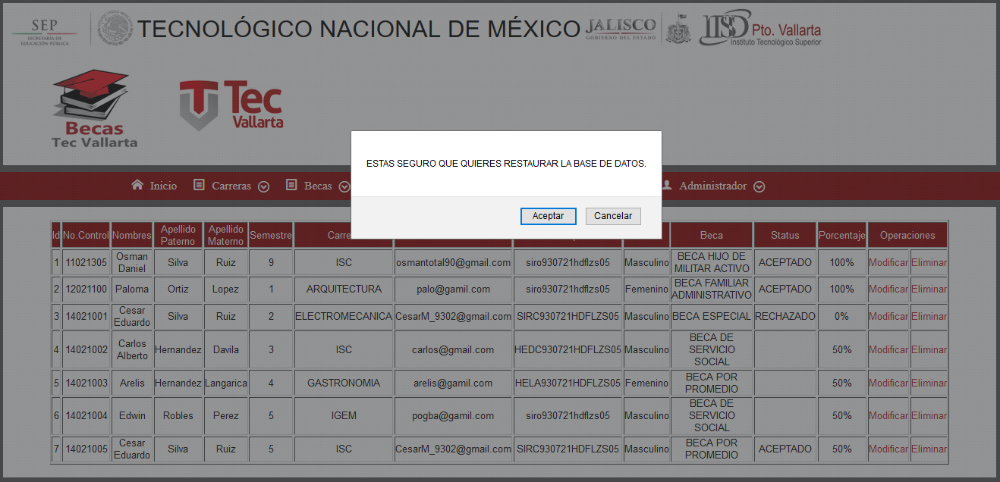 SEP
SECRETARÍA DE
EDUCACIÓN PÚBLICA
TECNOLÓGICO NACIONAL DE MÉXICO
JALISCO
GOBIERNO DEL ESTADO
ITS Pto. Vallarta
Instituto Tecnológico Superior
Becas
Tec Vallarta
Tec
Vallarta
ESTAS SEGURO QUE QUIERES RESTAURAR LA BASE DE DATOS.
Aceptar Cancelar
Inicio Carreras Becas Administrador
Id No.Control Nombres Apellido Paterno Apellido Materno Semestre Carre Beca Status Porcentaje Operaciones
1 11021305 Osman Daniel Silva Ruiz 9 ISC osmantotal90@gmail.com siro930721hdflzs05 Masculino BECA HIJO DE MILITAR ACTIVO ACEPTADO 100% Modificar Eliminar
2 12021100 Paloma Ortiz Lopez 1 ARQUITECTURA palo@gamil.com siro930721hdflzs05 Femenino BECA FAMILIAR ADMINISTRATIVO ACEPTADO 100% Modificar Eliminar
3 14021001 Cesar Eduardo Silva Ruiz 2 ELECTROMECANICA CesarM_9302@gmail.com SIRC930721HDFLZS05 Masculino BECA ESPECIAL RECHAZADO 0% Modificar Eliminar
4 14021002 Carlos Alberto Hernandez Davila 3 ISC carlos@gmail.com HEDC930721HDFLZS05 Masculino BECA DE SERVICIO SOCIAL 50% Modificar Eliminar
5 14021003 Arelis Hernandez Langarica 4 GASTRONOMIA arelis@gamil.com HELA930721HDFLZS05 Femenino BECA POR PROMEDIO 50% Modificar Eliminar
6 14021004 Edwin Robles Perez 5 IGEM pogba@gamil.com siro930721hdflzs05 Masculino BECA DE SERVICIO SOCIAL 50% Modificar Eliminar
7 14021005 Cesar Eduardo Silva Ruiz 5 ISC CesarM_9302@gmail.com SIRC930721HDFLZS05 Masculino BECA POR PROMEDIO ACEPTADO 50% Modificar Eliminar